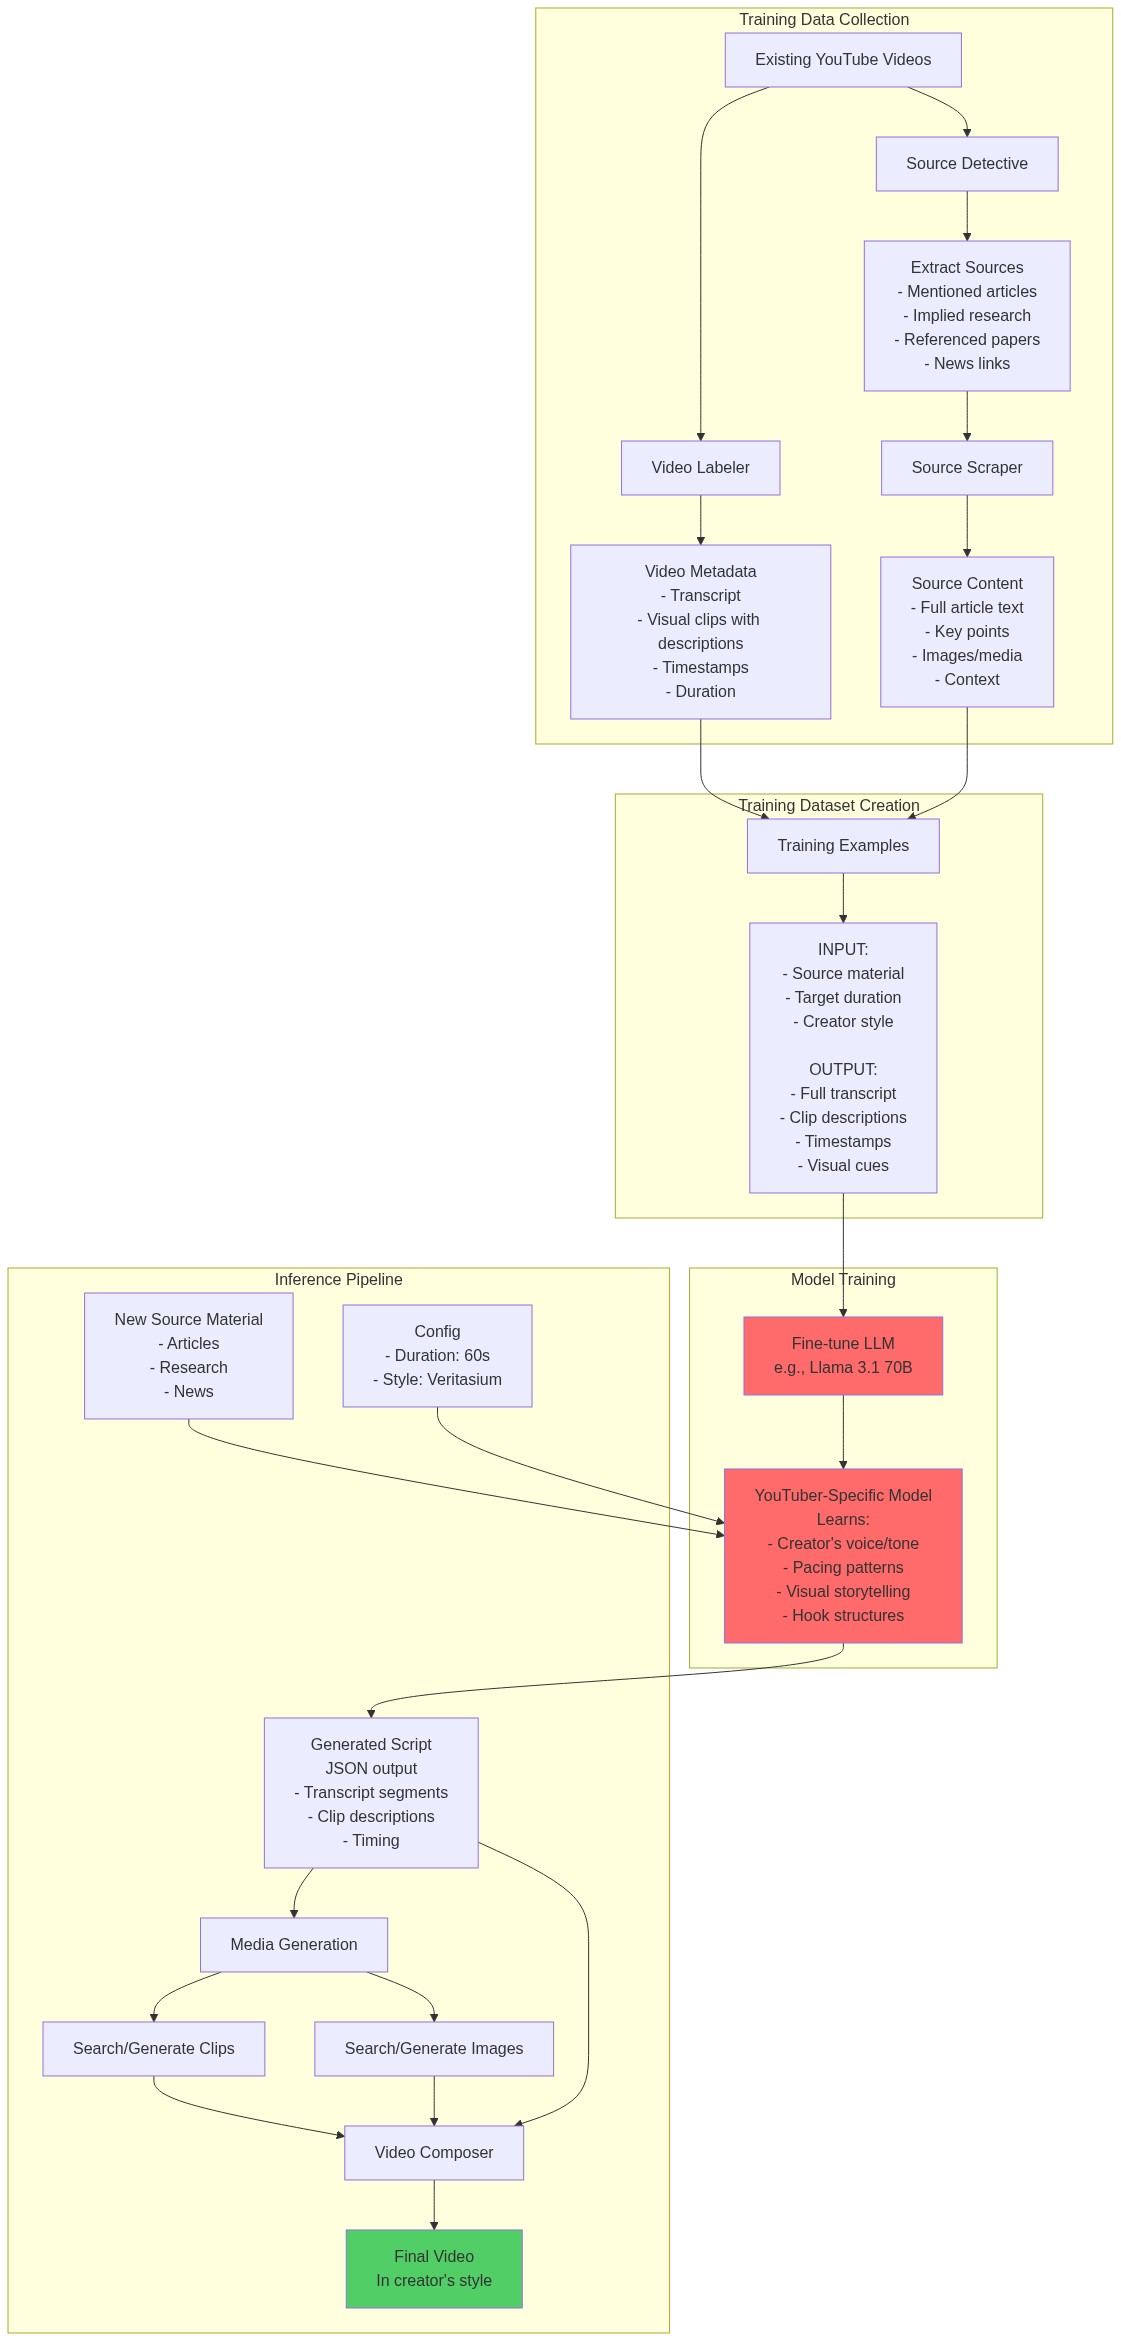 Training Data Collection
Existing YouTube Videos
Source Detective
Extract Sources
- Mentioned articles
- Implied research
- Referenced papers
- News links
Video Labeler
Source Scraper
Video Metadata
- Transcript
- Visual clips with
descriptions
- Timestamps
- Duration
Source Content
- Full article text
- Key points
- Images/media
- Context
Training Dataset Creation
Training Examples
INPUT:
- Source material
- Target duration
- Creator style
OUTPUT:
- Full transcript
- Clip descriptions
- Timestamps
- Visual cues
Inference Pipeline
New Source Material
- Articles
- Research
- News
Config
- Duration: 60s
- Style: Veritasium
Model Training
Fine-tune LLM
e.g., Llama 3.1 70B
YouTuber-Specific Model
Learns:
- Creator's voice/tone
- Pacing patterns
- Visual storytelling
- Hook structures
Generated Script
JSON output
- Transcript segments
- Clip descriptions
- Timing
Media Generation
Search/Generate Clips
Search/Generate Images
Video Composer
Final Video
In creator's style